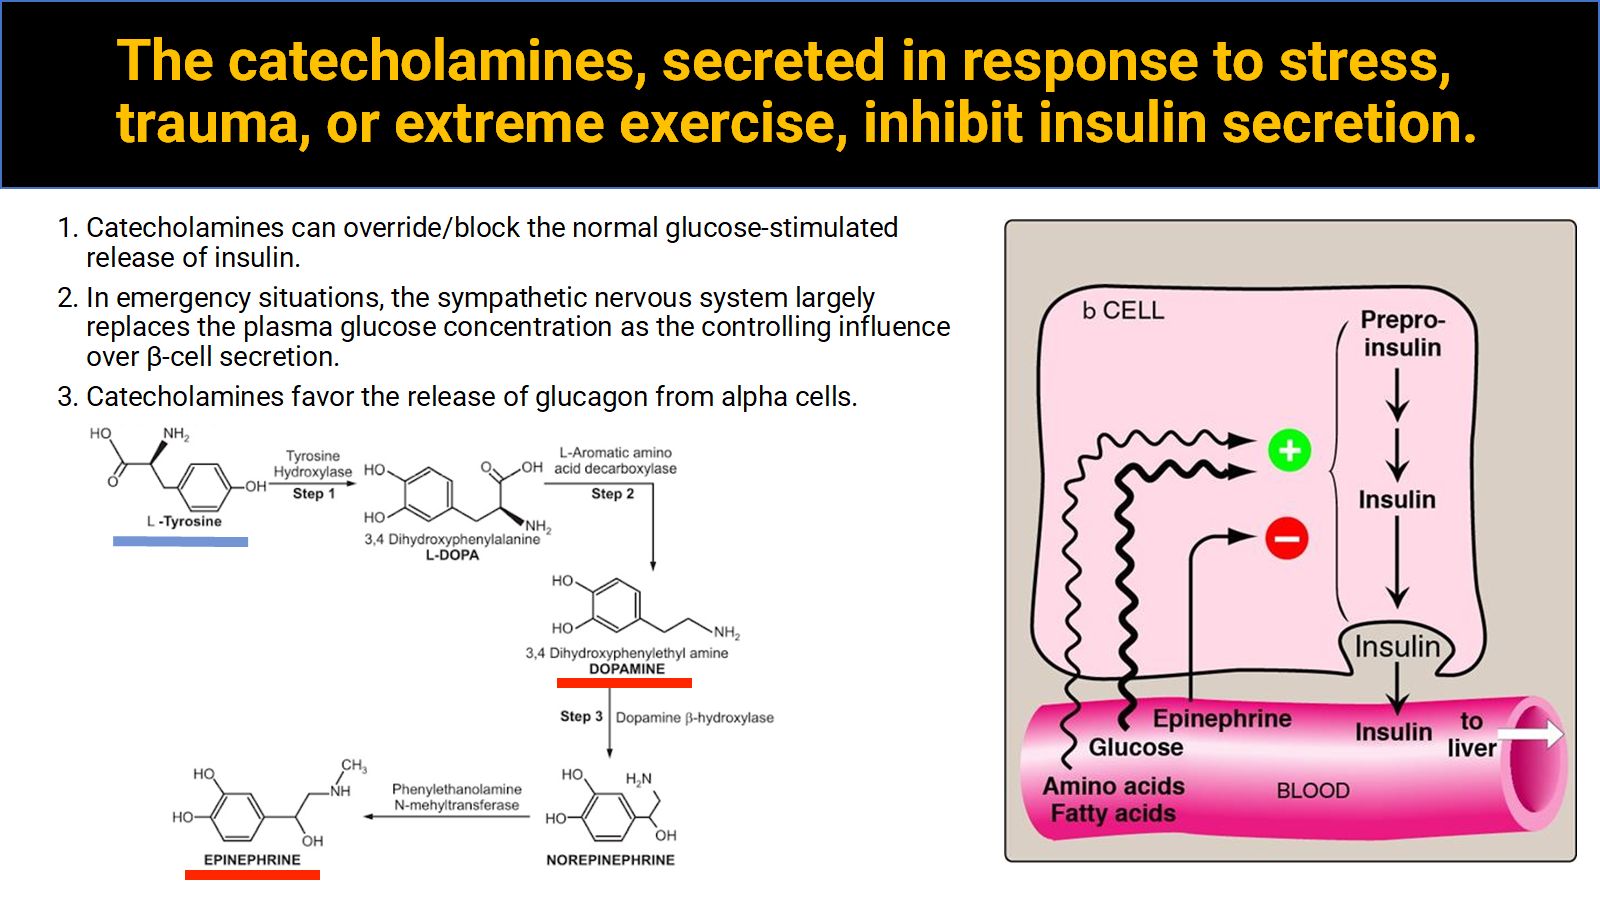 The catecholamines, secreted in response to stress,
trauma, or extreme exercise, inhibit insulin secretion.
1. Catecholamines can override/block the normal glucose-stimulated
release of insulin.
2. In emergency situations, the sympathetic nervous system largely
replaces the plasma glucose concentration as the controlling influence
over β-cell secretion.
3. Catecholamines favor the release of glucagon from alpha cells.
HO
NH2
O
OH
L -Tyrosine
Tyrosine
Hydroxylase
Step 1
HO
HO
O
OH
NH2
3,4 Dihydroxyphenylalanine
L-DOPA
L-Aromatic amino
acid decarboxylase
Step 2
HO
HO
NH2
3,4 Dihydroxyphenylethyl amine
DOPAMINE
Step 3 Dopamine β-hydroxylase
HO
H2N
HO
OH
NOREPINEPHRINE
Phenylethanolamine
N-mehyltransferase
HO
CH3
NH
HO
OH
EPINEPHRINE
b CELL
Prepro-
insulin
+
Insulin
−
Insulin
Epinephrine
Glucose
Amino acids
Fatty acids
Insulin to
liver
BLOOD